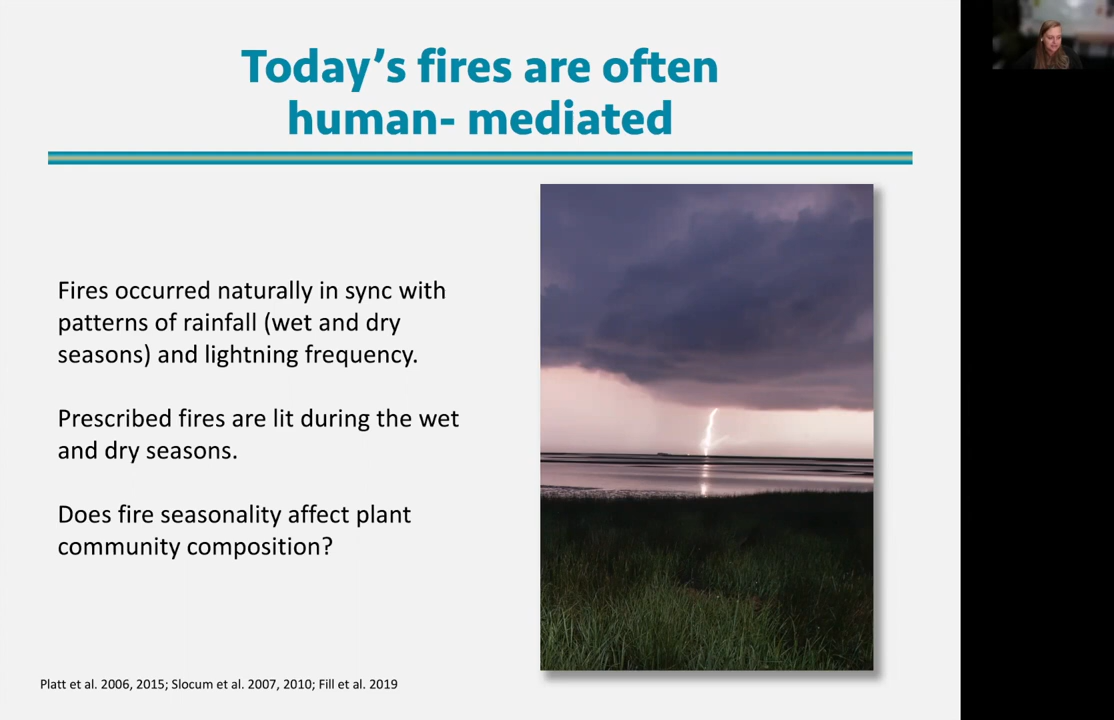 Today’s fires are often
human- mediated
Fires occurred naturally in sync with
patterns of rainfall (wet and dry
seasons) and lightning frequency.
Prescribed fires are lit during the wet
and dry seasons.
Does fire seasonality affect plant
community composition?
Platt et al. 2006, 2015; Slocum et al. 2007, 2010; Fill et al. 2019